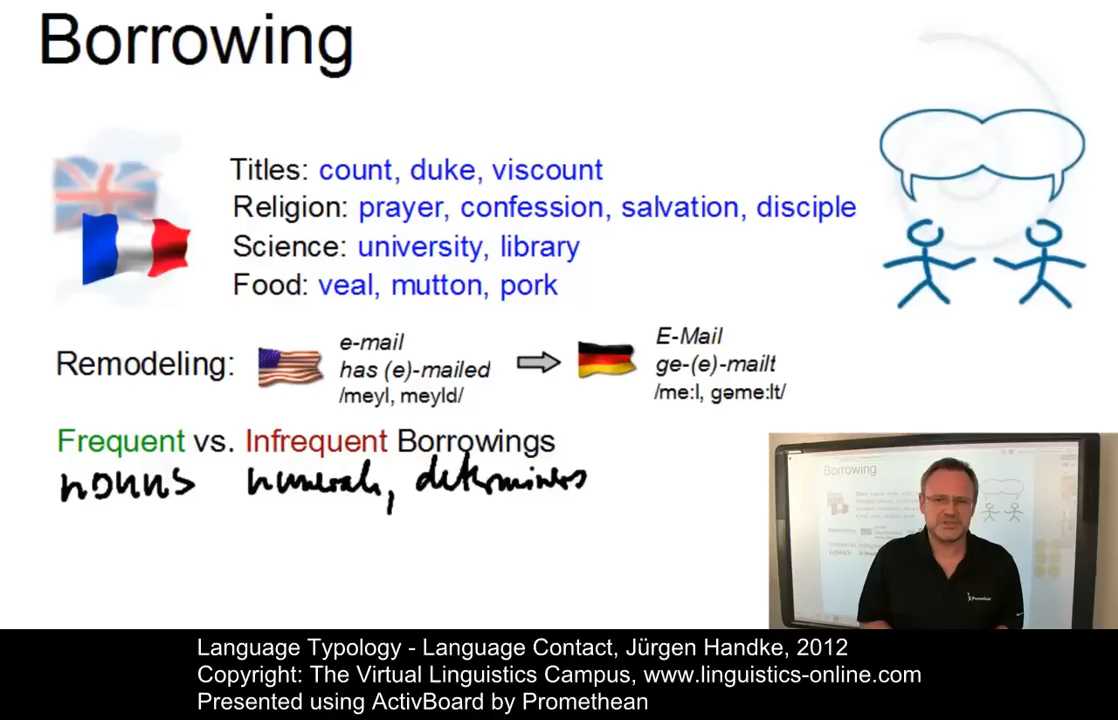 Borrowing
Titles: count, duke, viscount
Religion: prayer, confession, salvation, disciple
Science: university, library
Food: veal, mutton, pork
Remodeling:
e-mail
has (e)-mailed
/meyl, meyld/
E-Mail
ge-(e)-mailt
/me:l, gəme:lt/
Frequent vs. Infrequent Borrowings
nouns numerals, determiners
Borrowing
Promethean
Language Typology - Language Contact, Jürgen Handke, 2012
Copyright: The Virtual Linguistics Campus, www.linguistics-online.com
Presented using ActivBoard by Promethean